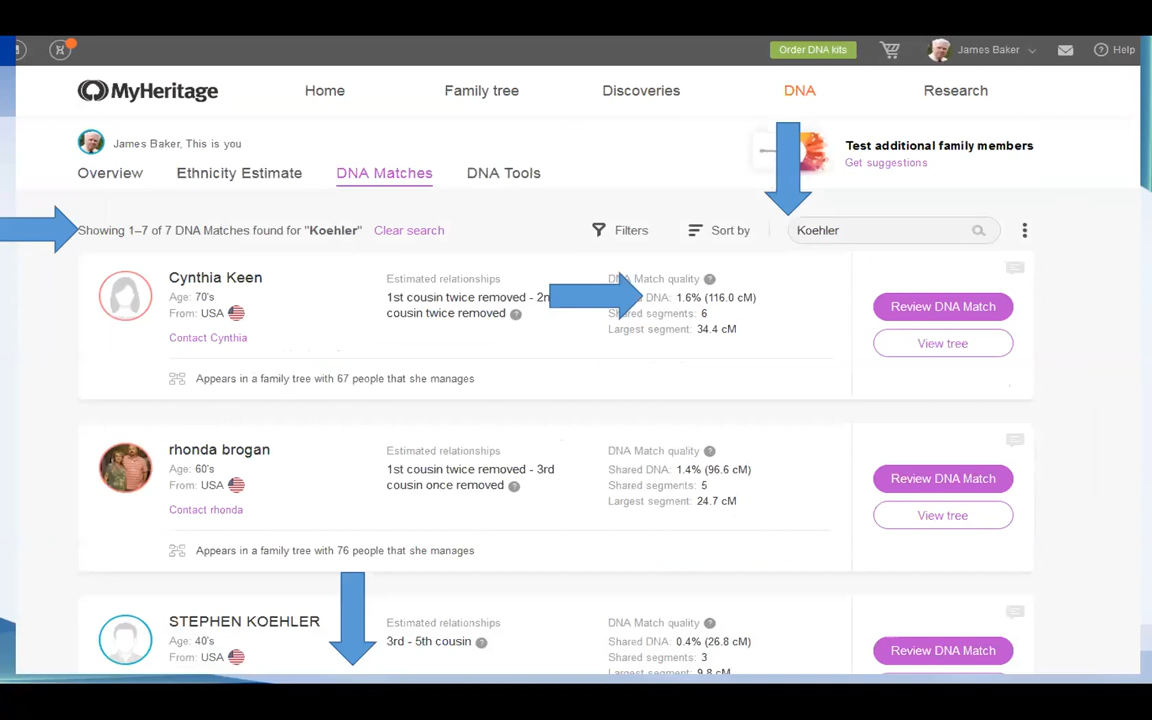 Order DNA kits
James Baker
Help
MyHeritage
Home
Family tree
Discoveries
DNA
Research
James Baker, This is you
Test additional family members
Get suggestions
Overview
Ethnicity Estimate
DNA Matches
DNA Tools
Showing 1–7 of 7 DNA Matches found for "Koehler"
Clear search
Filters
Sort by
Koehler
Cynthia Keen
Age: 70's
From: USA
Contact Cynthia
Estimated relationships
1st cousin twice removed - 2n
cousin twice removed
DNA Match quality
DNA: 1.6% (116.0 cM)
Shared segments: 6
Largest segment: 34.4 cM
Review DNA Match
View tree
Appears in a family tree with 67 people that she manages
rhonda brogan
Age: 60's
From: USA
Contact rhonda
Estimated relationships
1st cousin twice removed - 3rd
cousin once removed
DNA Match quality
Shared DNA: 1.4% (96.6 cM)
Shared segments: 5
Largest segment: 24.7 cM
Review DNA Match
View tree
Appears in a family tree with 76 people that she manages
STEPHEN KOEHLER
Age: 40's
From: USA
Estimated relationships
3rd - 5th cousin
DNA Match quality
Shared DNA: 0.4% (26.8 cM)
Shared segments: 3
Largest segment: 9.8 cM
Review DNA Match